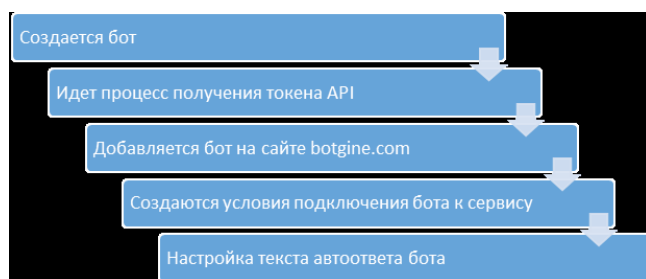 Создается бот
Идет процесс получения токена API
Добавляется бот на сайте botgine.com
Создаются условия подключения бота к сервису
Настройка текста автоответа бота